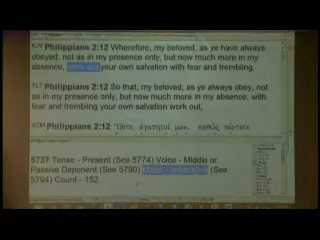 KJV Philippians 2:12 Wherefore, my beloved, as ye have always
obeyed, not as in my presence only, but now much more in my
absence, work out your own salvation with fear and trembling.
YLT Philippians 2:12 So that, my beloved, as ye always obey, not
as in my presence only, but now much more in my absence, with
fear and trembling your own salvation work out,
Philippians 2:12 μου, καθὼς πάντοτε
5737 Tense - Present (See 5774) Voice - Middle or
Passive Deponent (See 5790) Mood - Imperative (See
5794) Count - 152